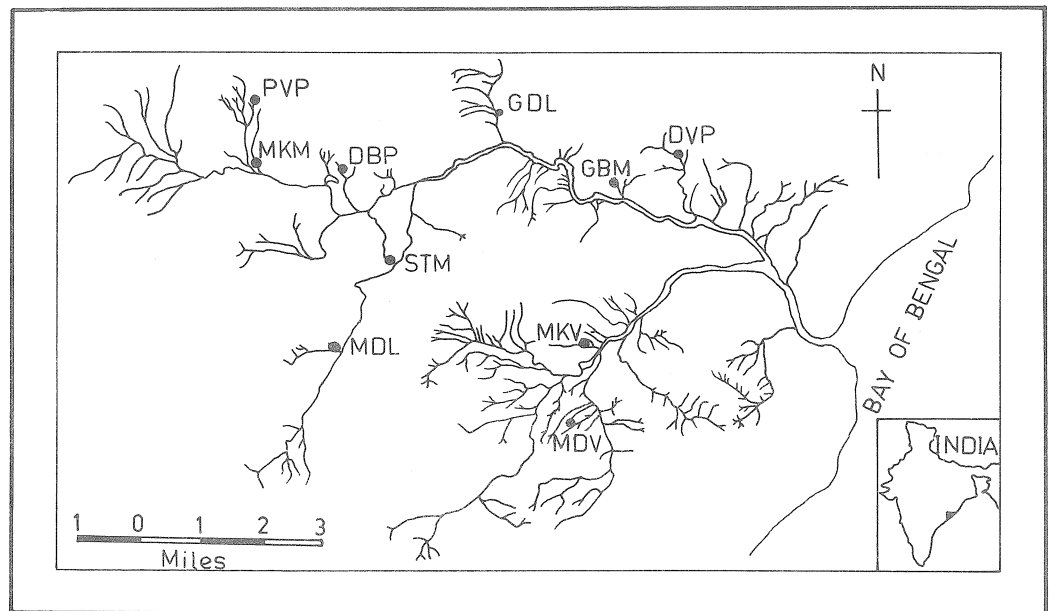 PVP
GDL
N
MKM
DBP
DVP
GBM
STM
BAY OF BENGAL
MKV
MDL
MDV
INDIA
1 0 1 2 3
Miles